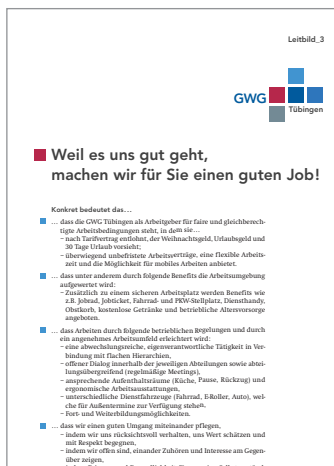 Leitbild_3
GWG
Tübingen
Weil es uns gut geht,
machen wir für Sie einen guten Job!
Konkret bedeutet das…
… dass die GWG Tübingen als Arbeitgeber für faire und gleichberech-
tigte Arbeitsbedingungen steht, in dem sie…
– nach Tarifvertrag entlohnt, der Weihnachtsgeld, Urlaubsgeld und
30 Tage Urlaub vorsieht;
– überwiegend unbefristete Arbeitsverträge, eine flexible Arbeits-
zeit und die Möglichkeit für mobiles Arbeiten anbietet.
… dass unter anderem durch folgende Benefits die Arbeitsumgebung
aufgewertet wird:
– Zusätzlich zu einem sicheren Arbeitsplatz werden Benefits wie
z.B. Jobrad, Jobticket, Fahrrad- und PKW-Stellplatz, Diensthandy,
Obstkorb, kostenlose Getränke und betriebliche Altersvorsorge
angeboten.
… dass Arbeiten durch folgende betrieblichen Regelungen und durch
ein angenehmes Arbeitsumfeld erleichtert wird:
– eine abwechslungsreiche, eigenverantwortliche Tätigkeit in Ver-
bindung mit flachen Hierarchien,
– offener Dialog innerhalb der jeweiligen Abteilungen sowie abtei-
lungsübergreifend (regelmäßige Meetings),
– ansprechende Aufenthaltsräume (Küche, Pause, Rückzug) und
ergonomische Arbeitsausstattungen,
– unterschiedliche Dienstfahrzeuge (Fahrrad, E-Roller, Auto), wel-
che für Außentermine zur Verfügung stehen.
– Fort- und Weiterbildungsmöglichkeiten.
… dass wir einen guten Umgang miteinander pflegen,
– indem wir uns rücksichtsvoll verhalten, uns Wert schätzen und
mit Respekt begegnen,
– indem wir offen sind, einander Zuhören und Interesse am Gegen-
über zeigen,